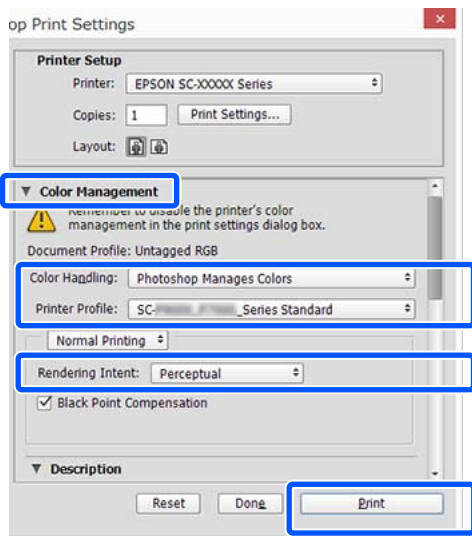 op Print Settings
Printer Setup
Printer: EPSON SC-XXXXX Series
Copies: 1 Print Settings...
Layout:
Color Management
Remember to disable the printer's color
management in the print settings dialog box.
Document Profile: Untagged RGB
Color Handling: Photoshop Manages Colors
Printer Profile: SC- _Series Standard
Normal Printing
Rendering Intent: Perceptual
Black Point Compensation
Description
Reset Done Print